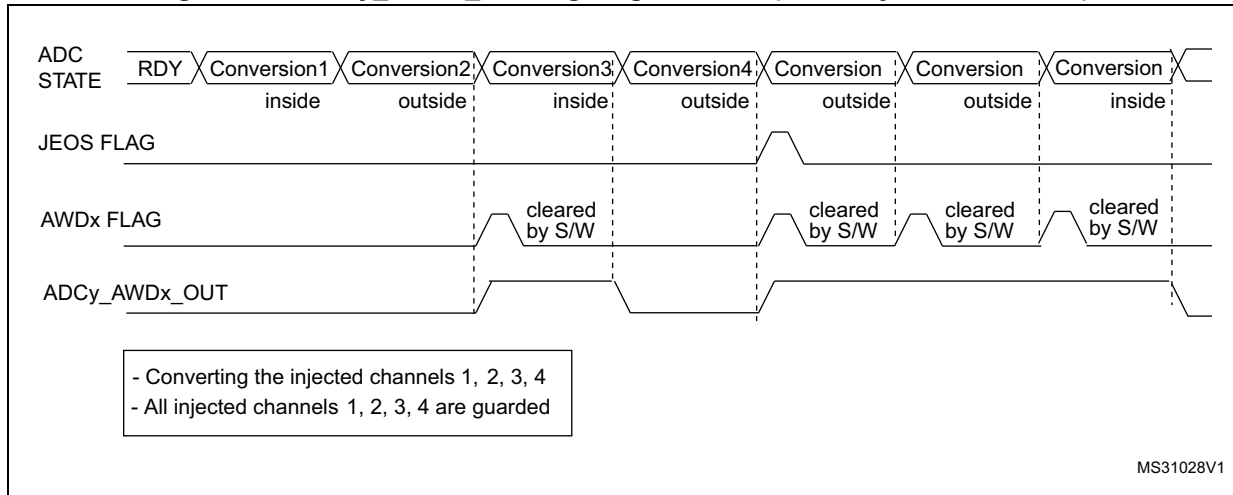 ADC
STATE
RDY Conversion1 Conversion2 Conversion3 Conversion4 Conversion Conversion Conversion
inside outside inside outside outside outside inside
JEOS FLAG
AWDx FLAG
cleared
by S/W
cleared
by S/W
cleared
by S/W
cleared
by S/W
ADCy_AWDx_OUT
- Converting the injected channels 1, 2, 3, 4
- All injected channels 1, 2, 3, 4 are guarded
MS31028V1